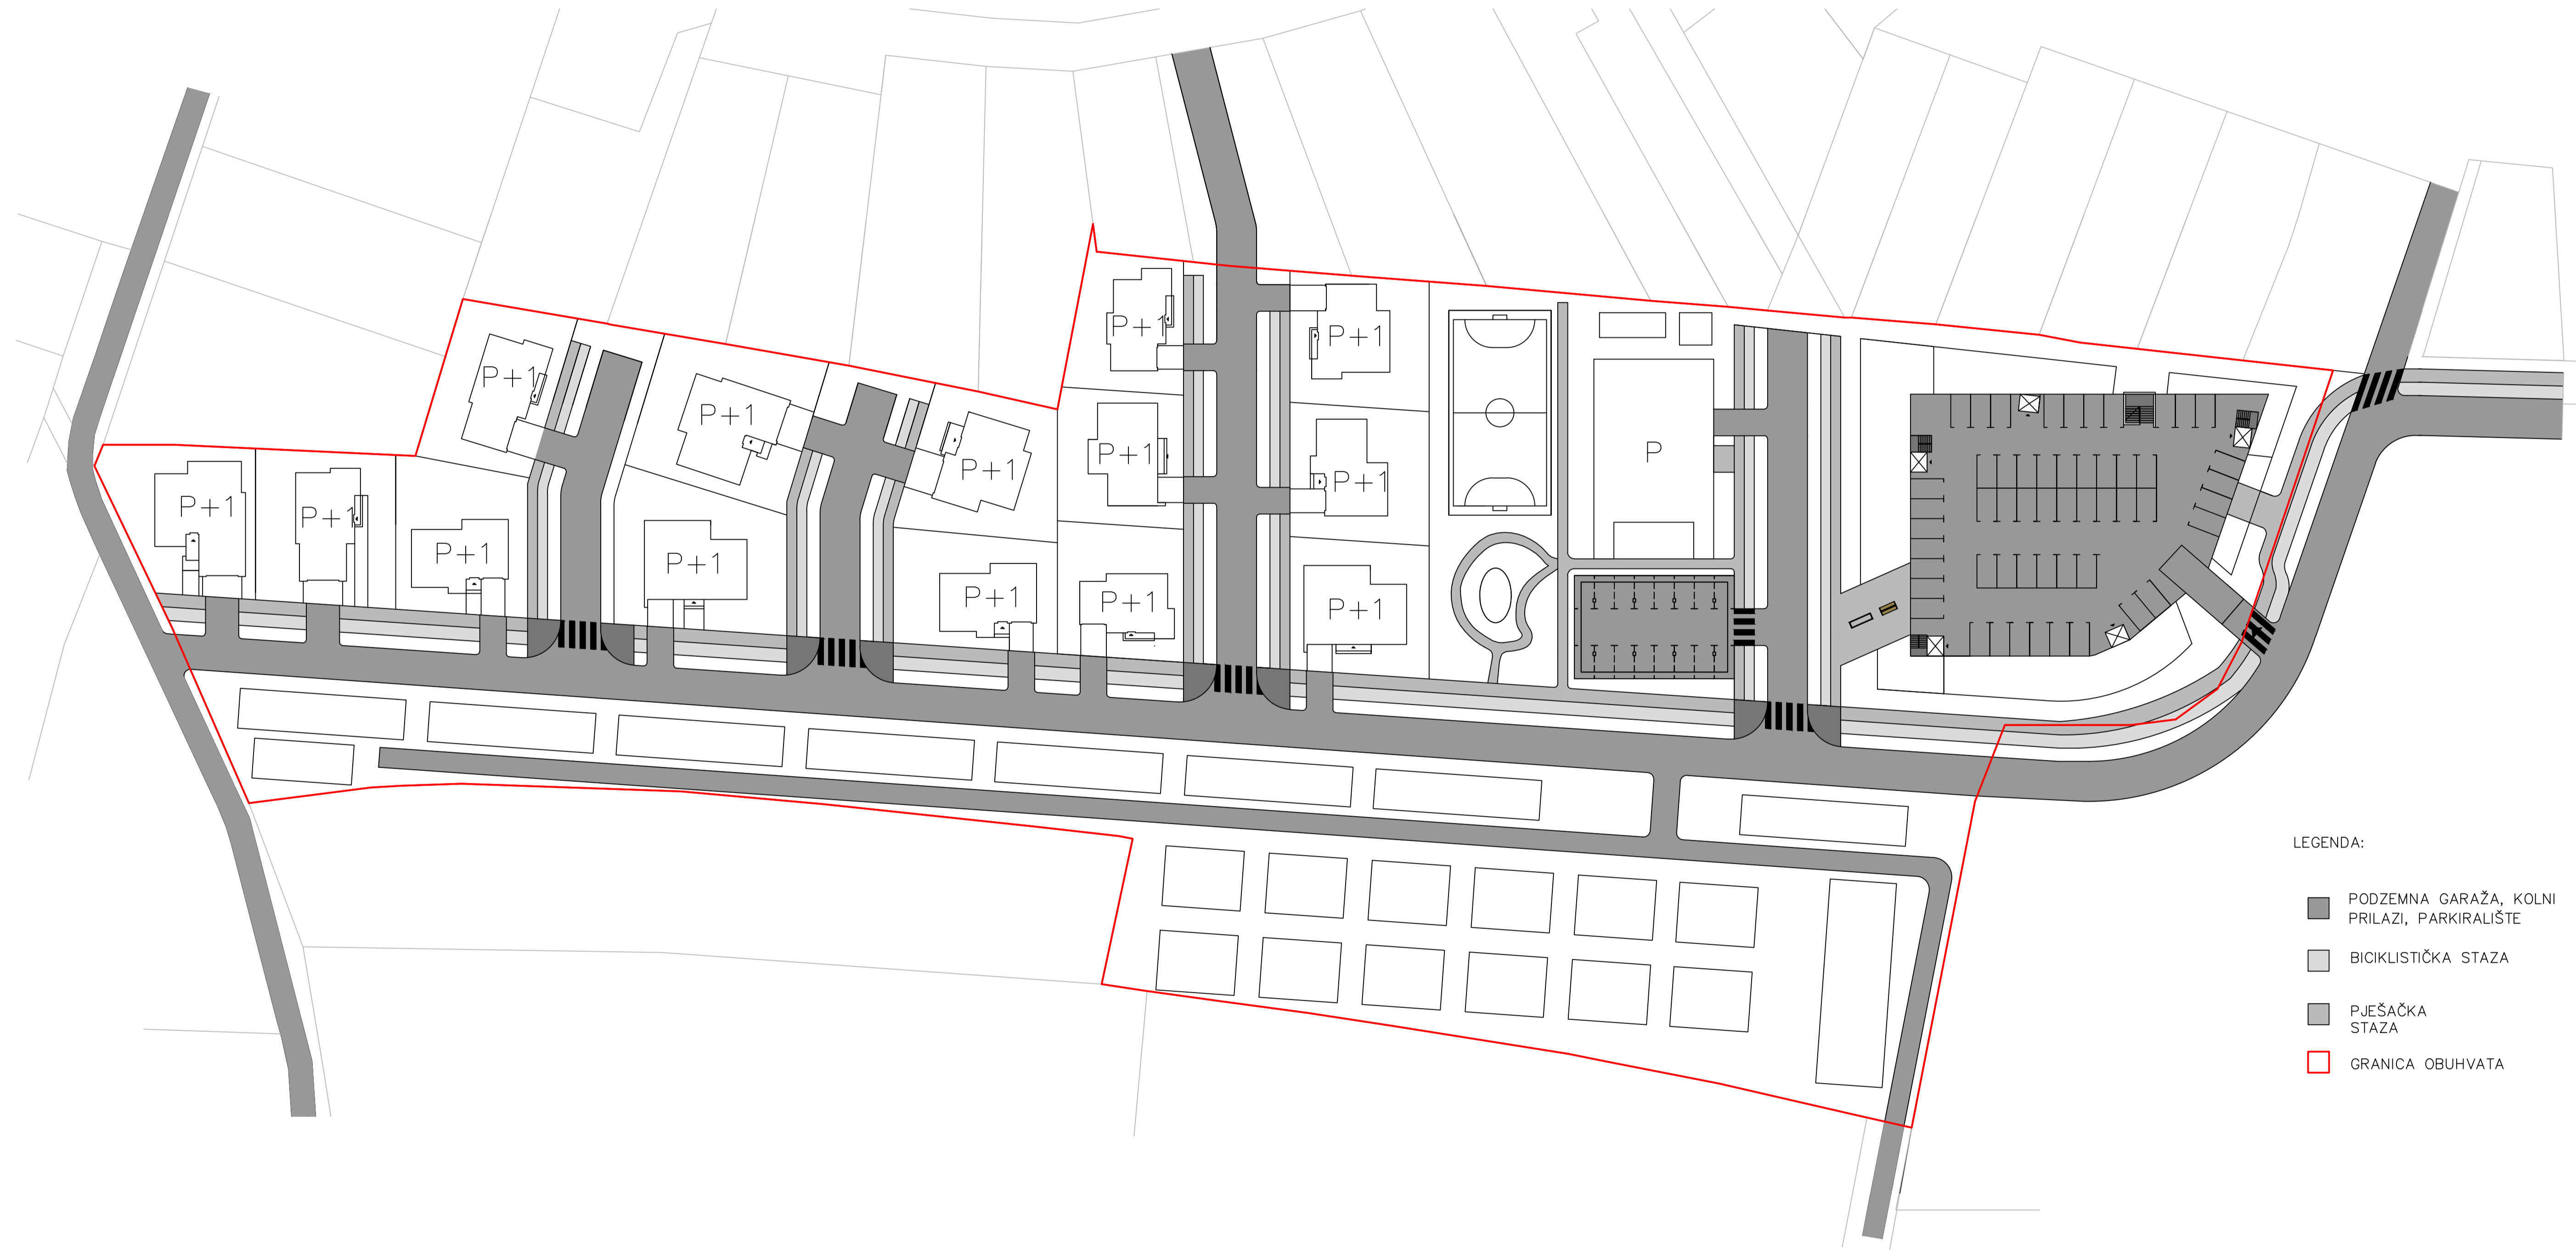 P+1
P+1
P+1
P+1
P+1
P+1
P
P+1
P+1
P+1
P+1
P+1
P+1
P+1
P+1
P+1
LEGENDA:
PODZEMNA GARAŽA, KOLNI
PRILAZI, PARKIRALIŠTE
BICIKLISTIČKA STAZA
PJEŠAČKA
STAZA
GRANICA OBUHVATA